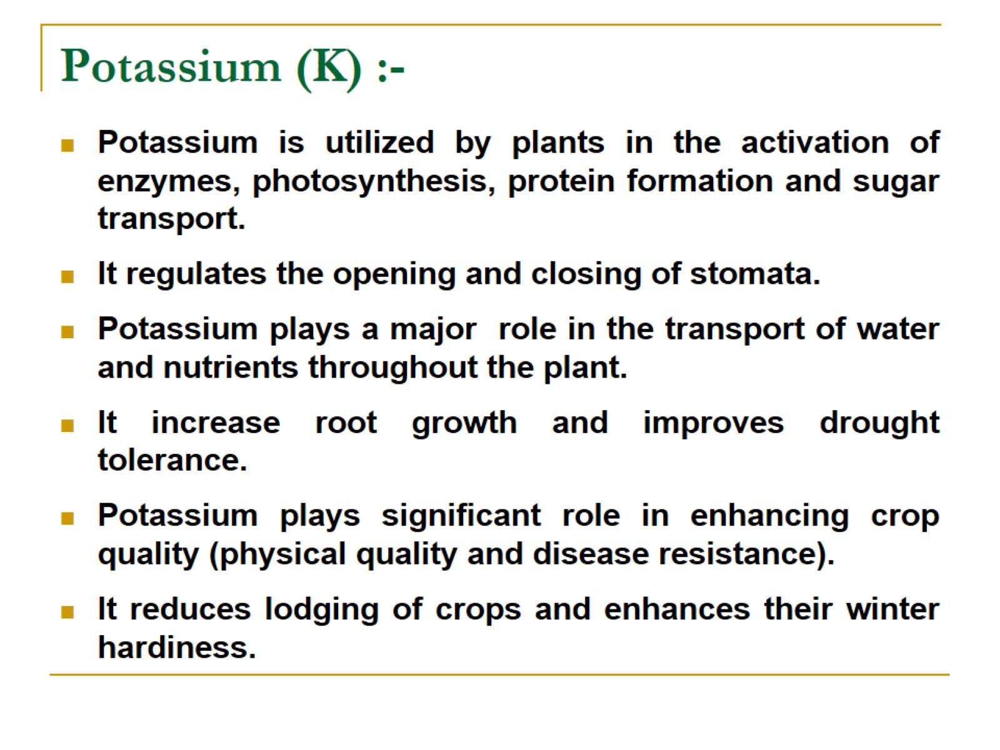 Potassium (K) :-
Potassium is utilized by plants in the activation of
enzymes, photosynthesis, protein formation and sugar
transport.
It regulates the opening and closing of stomata.
Potassium plays a major role in the transport of water
and nutrients throughout the plant.
It increase root growth and improves drought
tolerance.
Potassium plays significant role in enhancing crop
quality (physical quality and disease resistance).
It reduces lodging of crops and enhances their winter
hardiness.